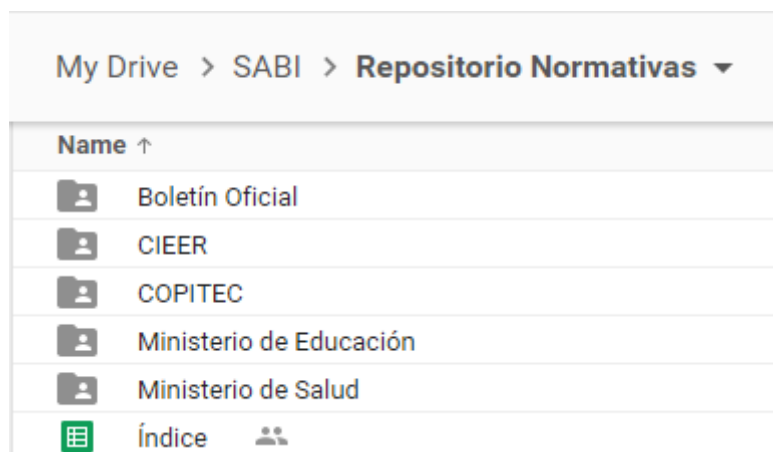 My Drive > SABI > Repositorio Normativas
Name ↑
Boletín Oficial
CIEER
COPITEC
Ministerio de Educación
Ministerio de Salud
Índice